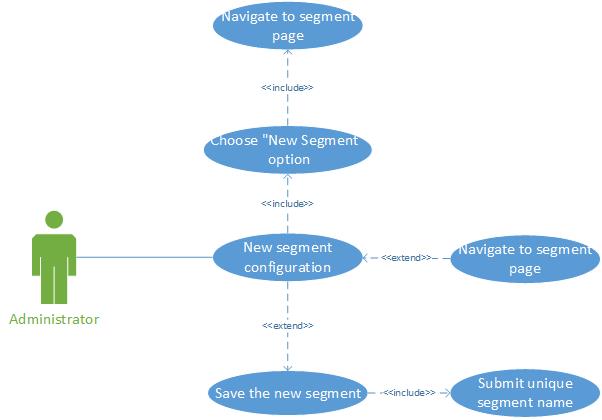 Navigate to segment
page
<<include>>
Choose "New Segment"
option
<<include>>
New segment
configuration
<<extend>>
Navigate to segment
page
Administrator
<<extend>>
Save the new segment
<<include>>
Submit unique
segment name